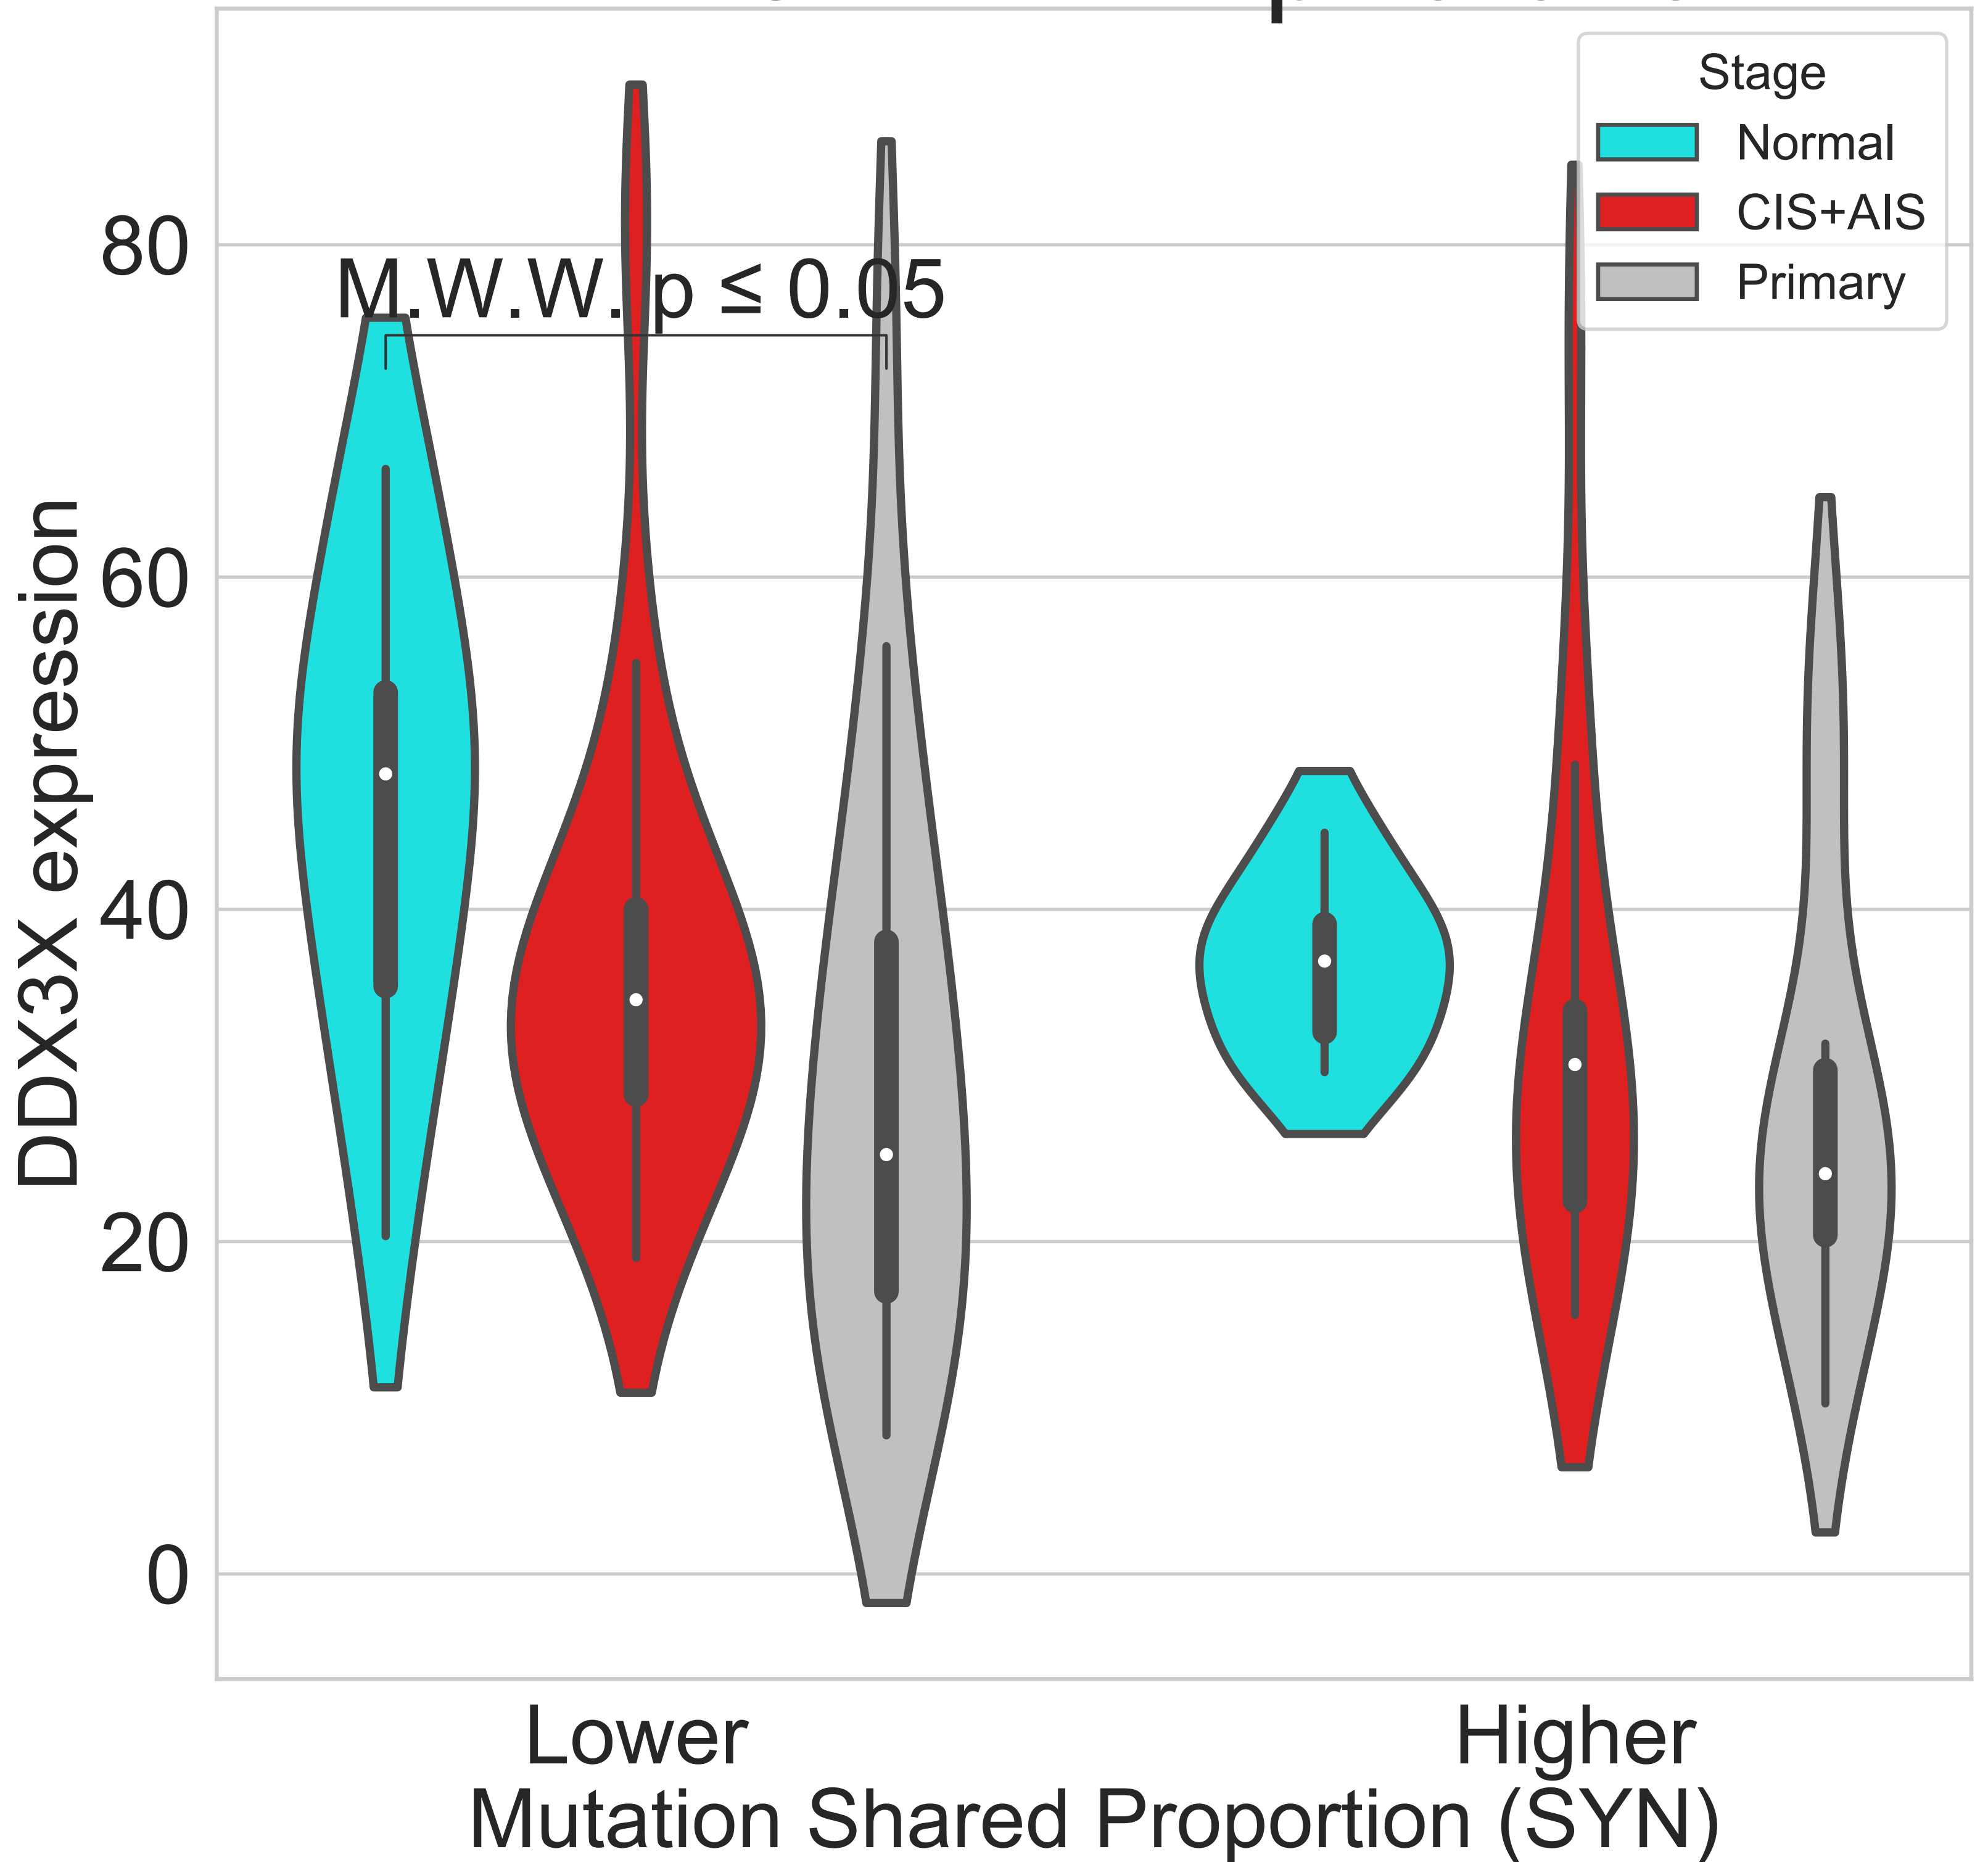 Stage
Normal
CIS+AIS
Primary
M.W.W. p ≤ 0.05
80
60
40
20
0
DDX3X expression
Lower
Higher
Mutation Shared Proportion (SYN)